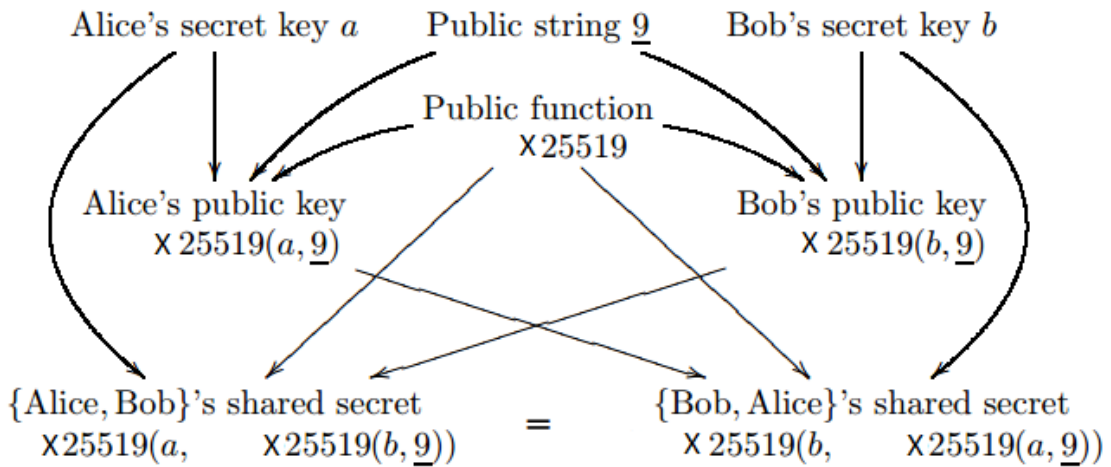 Alice's secret key a Public string 9 Bob's secret key b
Public function
X25519
Alice's public key Bob's public key
X25519(a, 9) X25519(b, 9)
{Alice, Bob}'s shared secret = {Bob, Alice}'s shared secret
X25519(a, X25519(b, 9)) X25519(b, X25519(a, 9))